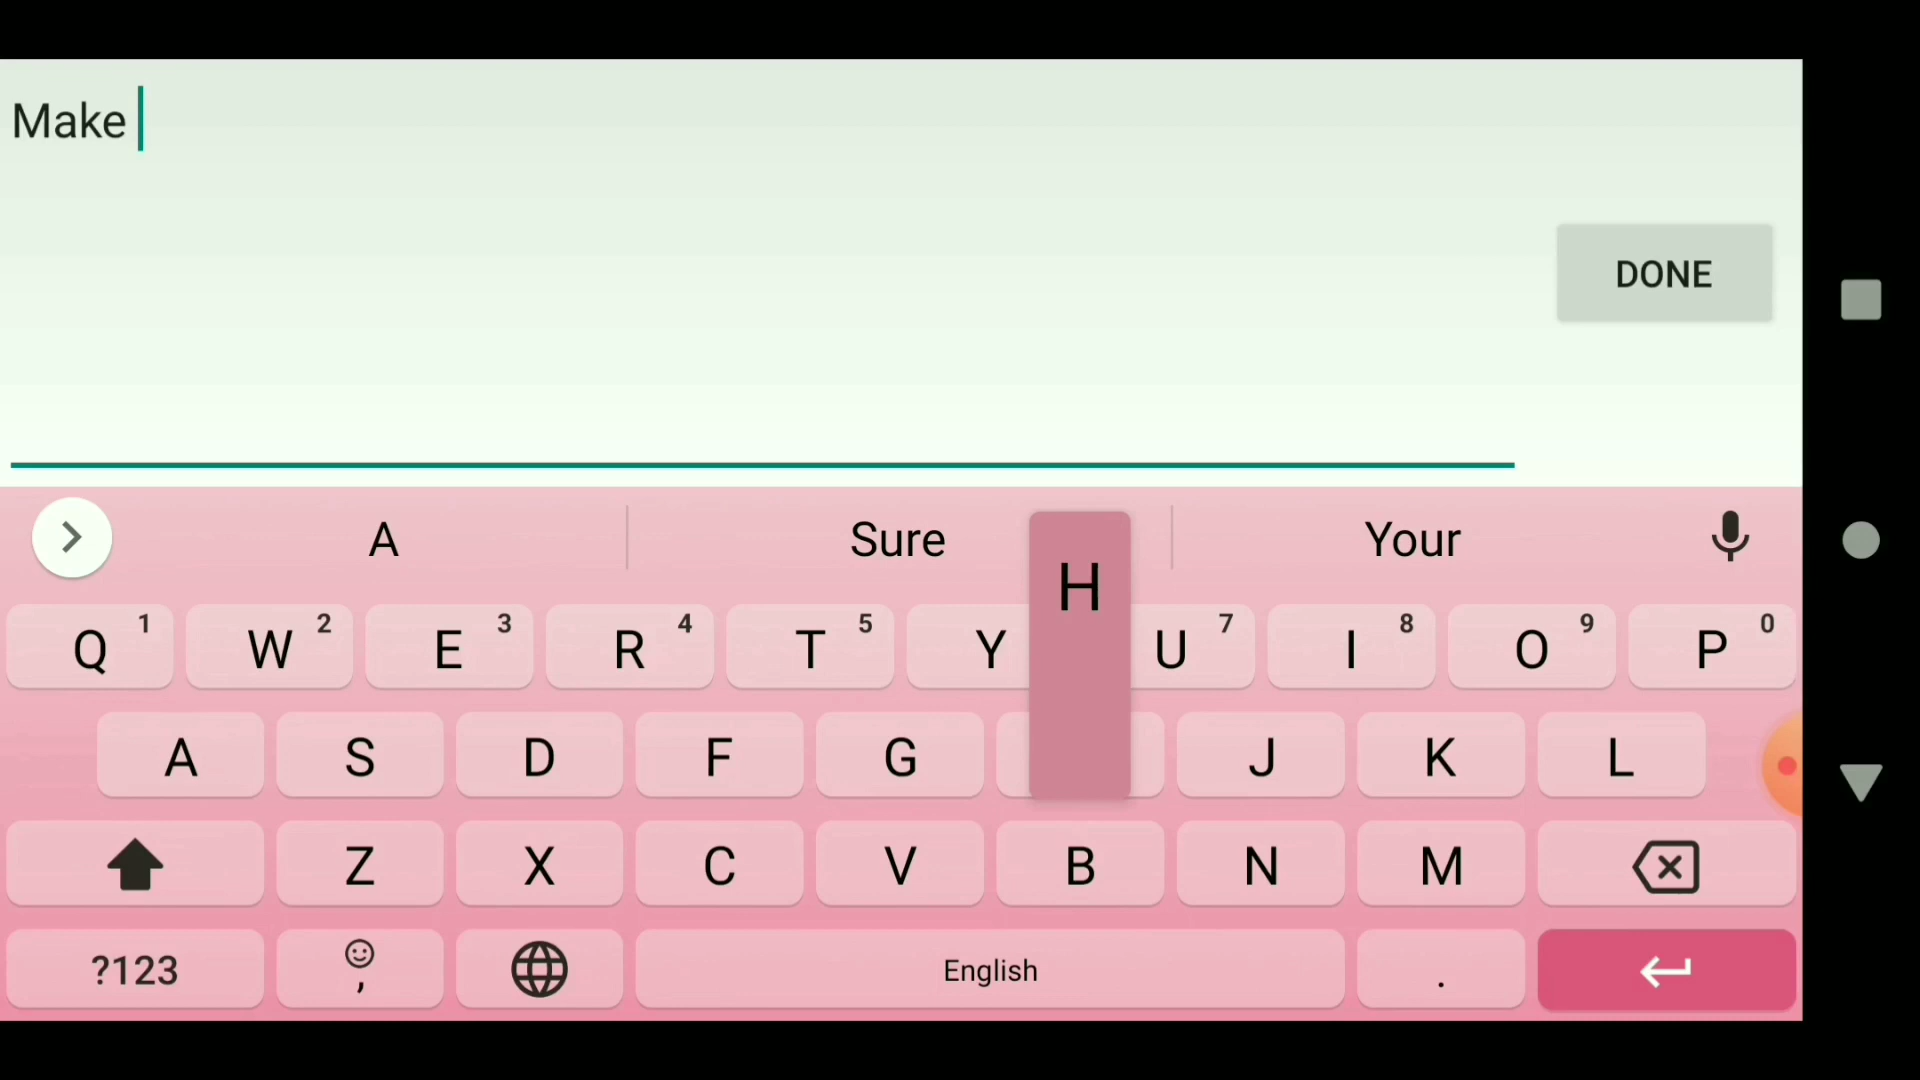 Make
DONE
A Sure Your
H
Q 1 W 2 E 3 R 4 T 5 Y U 7 I 8 O 9 P 0
A S D F G J K L
Z X C V B N M
?123 , English .